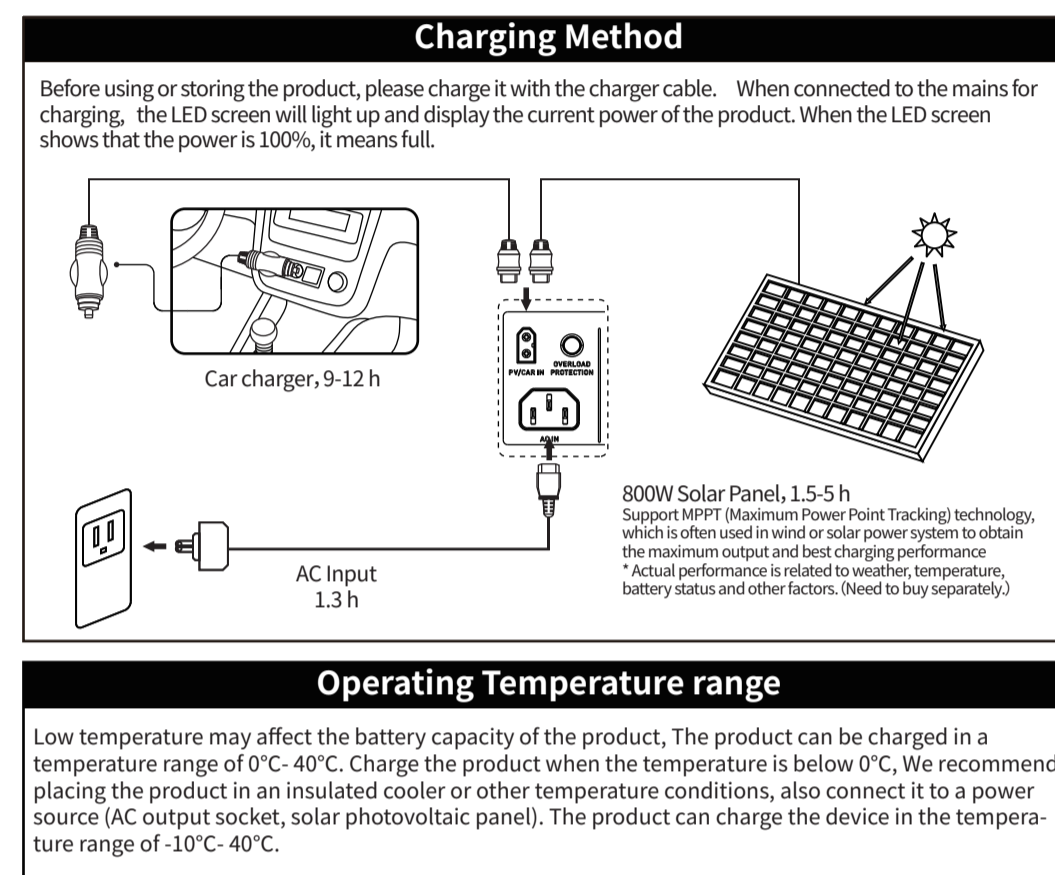 Charging Method
Before using or storing the product, please charge it with the charger cable. When connected to the mains for
charging, the LED screen will light up and display the current power of the product. When the LED screen
shows that the power is 100%, it means full.
Car charger, 9-12 h
PV/CAR IN
OVERLOAD
PROTECTION
AC IN
800W Solar Panel, 1.5-5 h
Support MPPT (Maximum Power Point Tracking) technology,
which is often used in wind or solar power system to obtain
the maximum output and best charging performance
* Actual performance is related to weather, temperature,
battery status and other factors. (Need to buy separately.)
AC Input
1.3 h
Operating Temperature range
Low temperature may affect the battery capacity of the product, The product can be charged in a
temperature range of 0°C- 40°C. Charge the product when the temperature is below 0°C, We recommend
placing the product in an insulated cooler or other temperature conditions, also connect it to a power
source (AC output socket, solar photovoltaic panel). The product can charge the device in the tempera-
ture range of -10°C- 40°C.